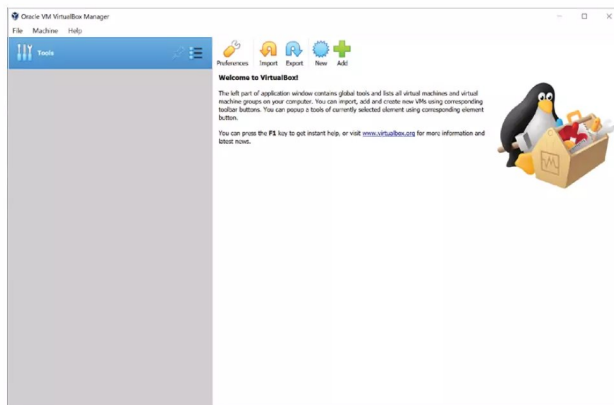 Oracle VM VirtualBox Manager
File Machine Help
Tools
Preferences Import Export New Add
Welcome to VirtualBox!
The left part of application window contains global tools and lists all virtual machines and virtual
machine groups on your computer. You can import, add and create new VMs using corresponding
toolbar buttons. You can popup a tools of currently selected element using corresponding element
button.
You can press the F1 key to get instant help, or visit www.virtualbox.org for more information and
latest news.